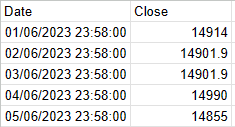 Date Close
01/06/2023 23:58:00 14914
02/06/2023 23:58:00 14901.9
03/06/2023 23:58:00 14901.9
04/06/2023 23:58:00 14990
05/06/2023 23:58:00 14855